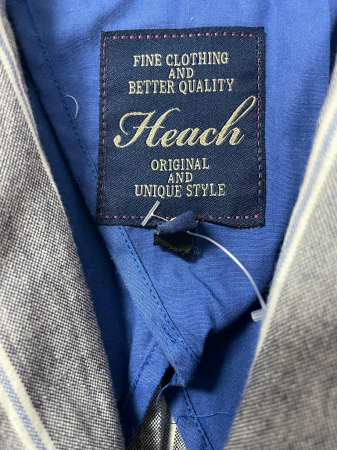 FINE CLOTHING
AND
BETTER QUALITY
Heach
ORIGINAL
AND
UNIQUE STYLE